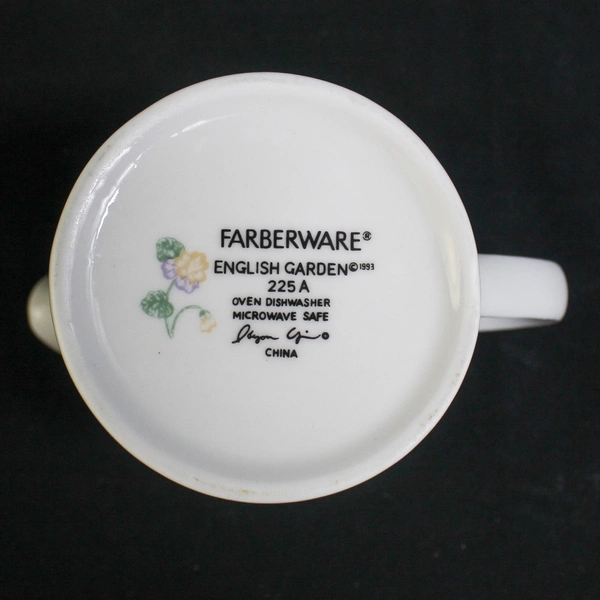 FARBERWARE®
ENGLISH GARDEN©1993
225 A
OVEN DISHWASHER
MICROWAVE SAFE
CHINA